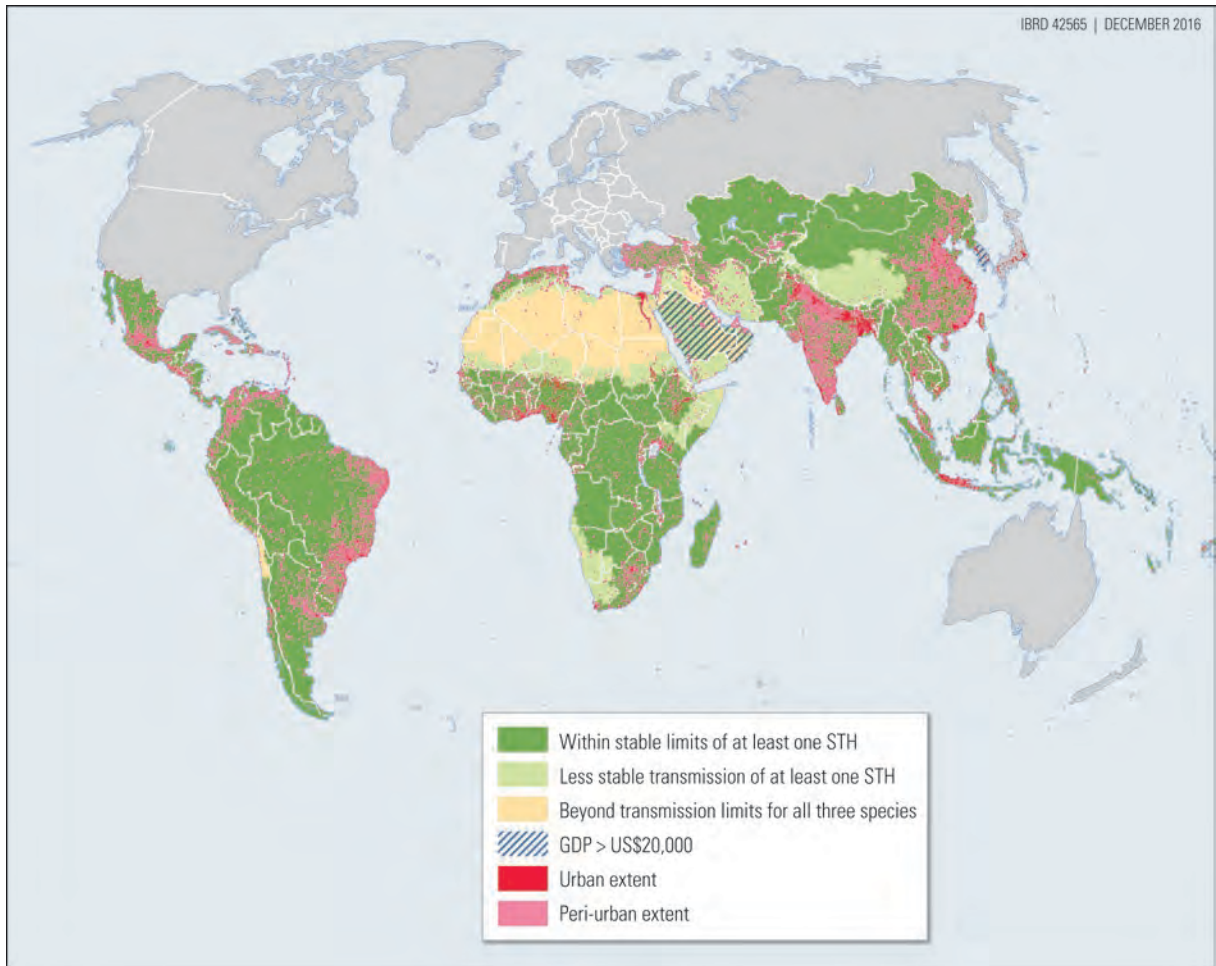 IBRD 42565 | DECEMBER 2016
Within stable limits of at least one STH
Less stable transmission of at least one STH
Beyond transmission limits for all three species
GDP > US$20,000
Urban extent
Peri-urban extent